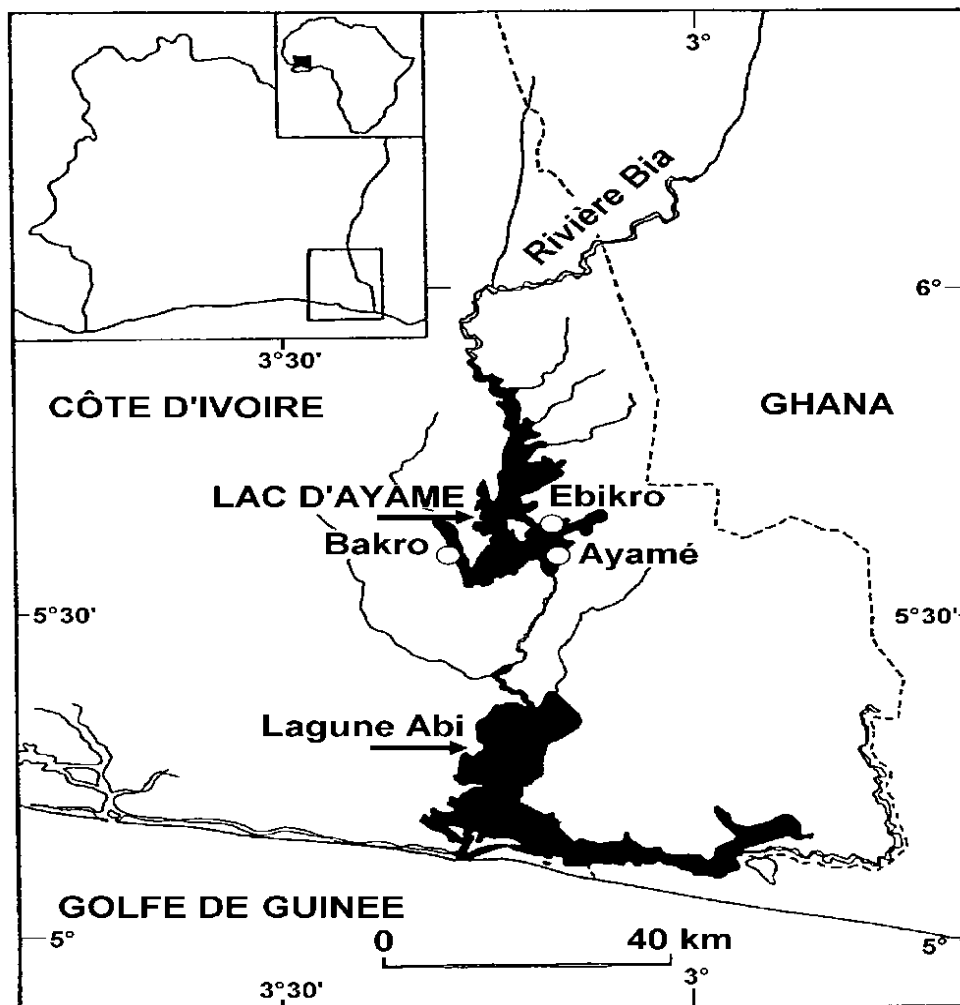 3°
Rivière Bia
6°
3°30'
CÔTE D'IVOIRE
GHANA
LAC D'AYAME
Ebikro
Bakro
Ayamé
5°30'
5°30'
Lagune Abi
GOLFE DE GUINEE
0
40 km
5°
5°
3°30'
3°